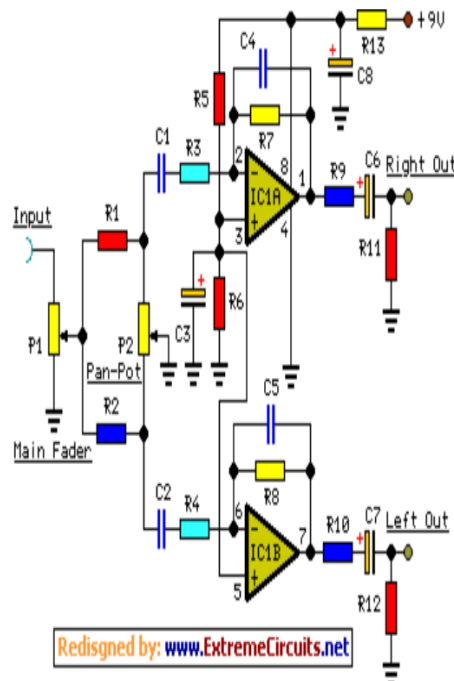 +9V
R13
C4
C8
R5
R7
C1
R3
2
8
1
R9
C6
Right Out
IC1A
+
3
4
Input
R1
R11
R6
P1
P2
C3
Pan-Pot
C5
R2
Main Fader
R8
C2
R4
6
7
R10
C7
Left Out
IC1B
+
5
R12
Redisgned by: www.ExtremeCircuits.net